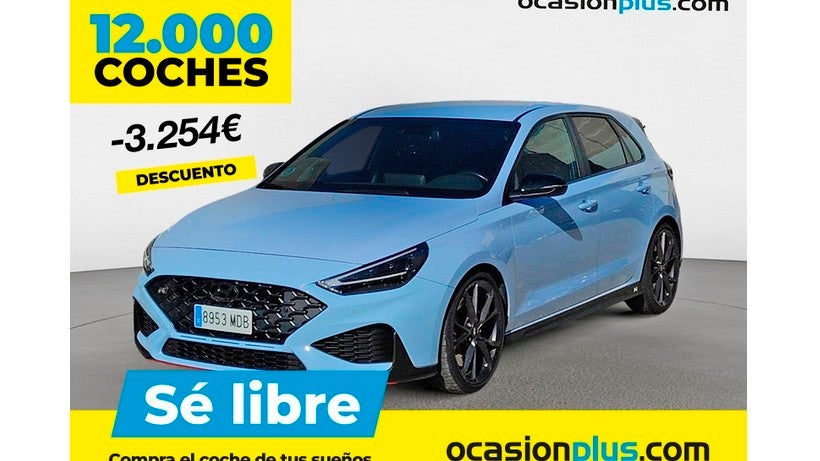 ocasionplus.com
12.000
COCHES
-3.254€
DESCUENTO
8953 MDB
Sé libre
Compra el coche de tus sueños
ocasionplus.com